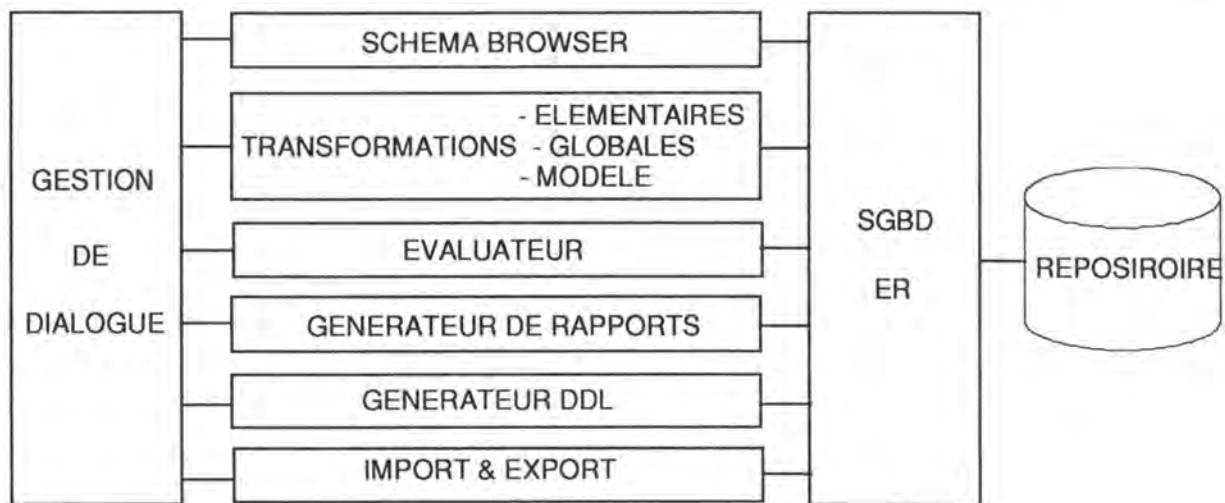 GESTION
DE
DIALOGUE
SCHEMA BROWSER
- ELEMENTAIRES
TRANSFORMATIONS - GLOBALES
- MODELE
EVALUATEUR
GENERATEUR DE RAPPORTS
GENERATEUR DDL
IMPORT & EXPORT
SGBD
ER
REPOSIROIRE